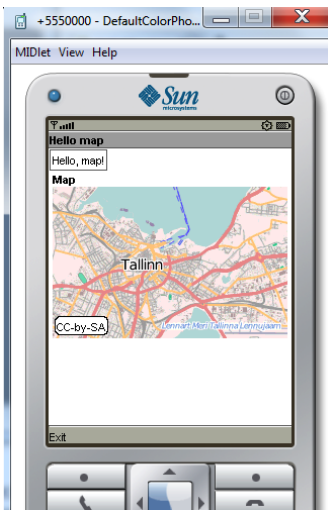 +5550000 - DefaultColorPho...
MIDlet View Help
Sun
microsystems
Hello map
Hello, map!
Map
Tallinn
CC-by-SA
Lennart Meri Tallinna Lennujaam
Exit